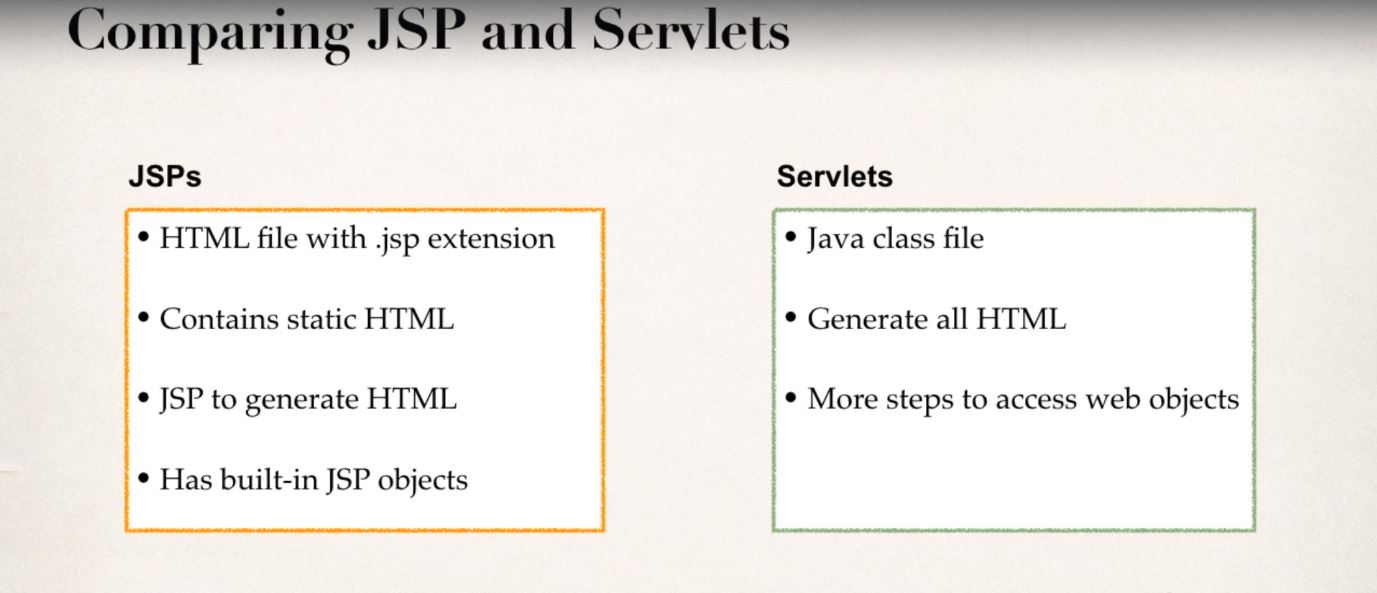 Comparing JSP and Servlets
JSPs
• HTML file with .jsp extension
• Contains static HTML
• JSP to generate HTML
• Has built-in JSP objects
Servlets
• Java class file
• Generate all HTML
• More steps to access web objects